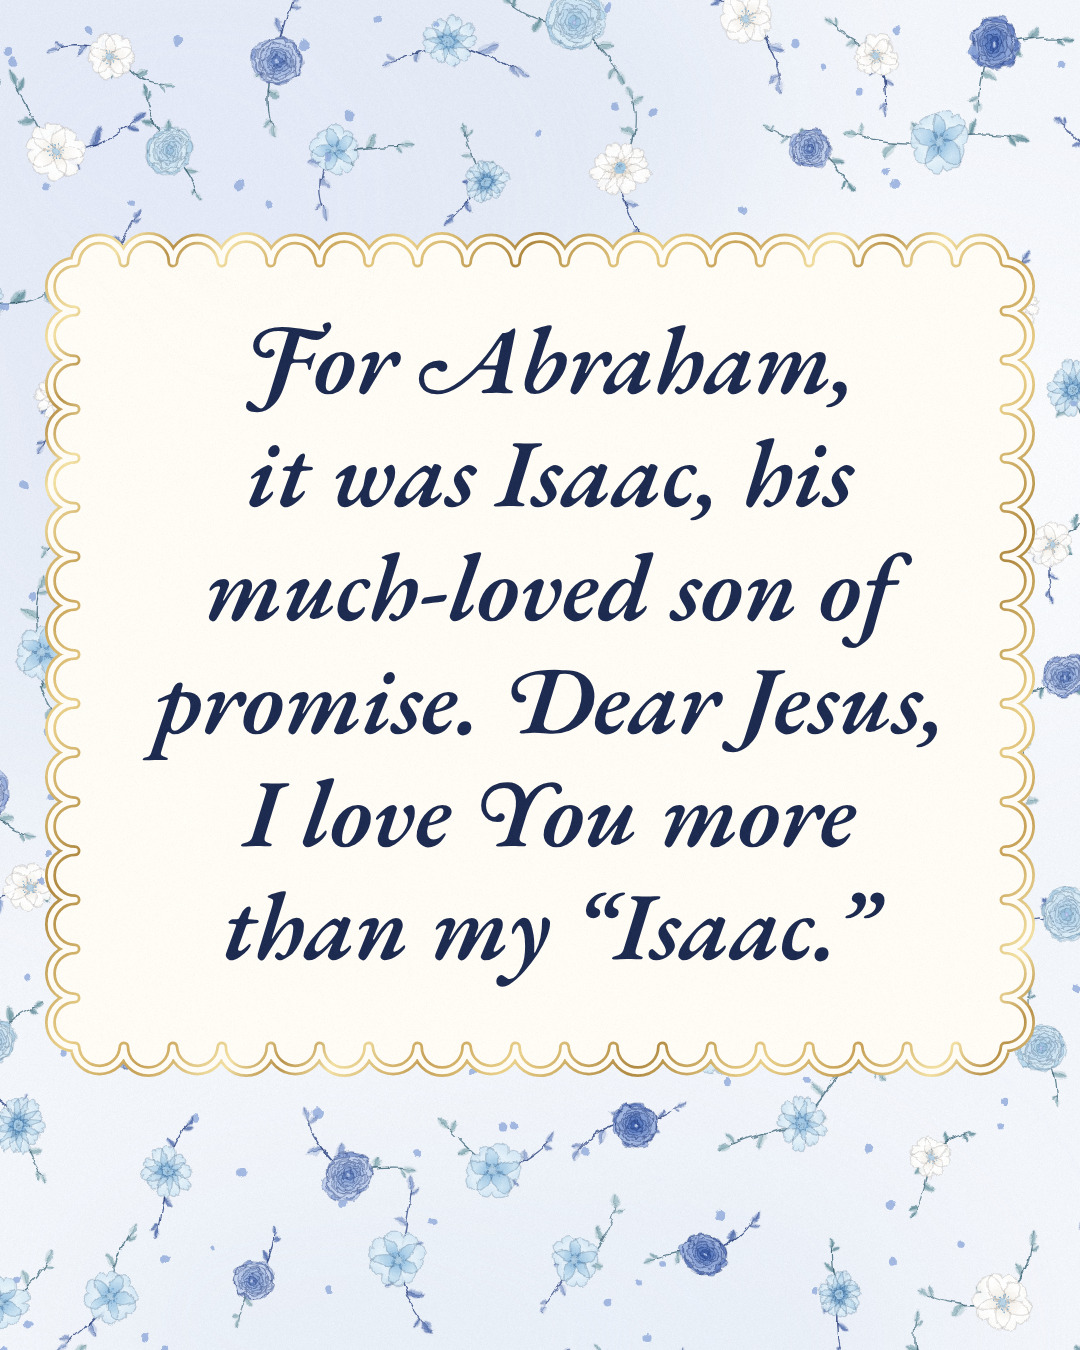 For Abraham,
it was Isaac, his
much-loved son of
promise. Dear Jesus,
I love You more
than my “Isaac.”